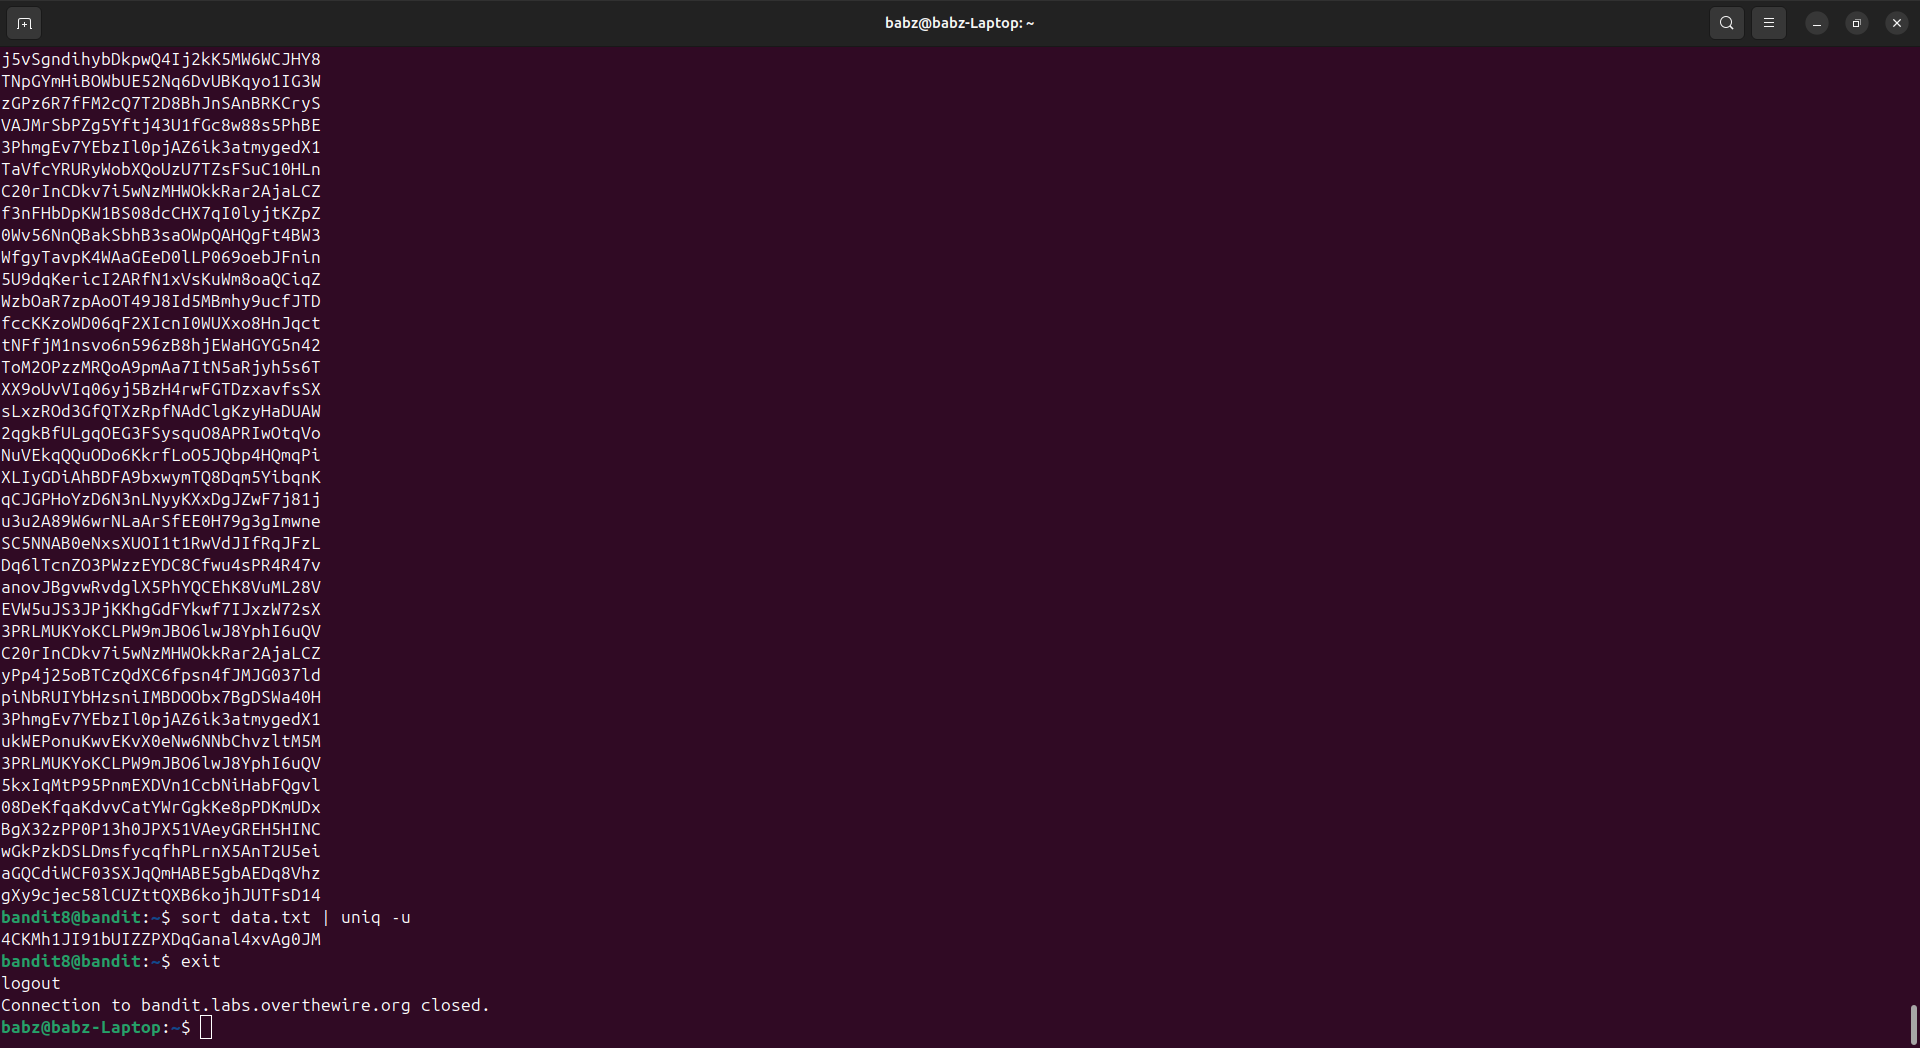 babz@babz-Laptop: ~
j5vSgndihybDkpwQ4Ij2kK5MW6WCJHY8
TNpGYmHiBOWbUE52Nq6DvUBKqyo1IG3W
zGPz6R7fFM2cQ7T2D8BhJnSAnBRKCryS
VAJMrSbPZg5Yftj43U1fGc8w88s5PhBE
3PhmgEv7YEbzIl0pjAZ6ik3atmygedX1
TaVfcYRURyWobXQoUzU7TZsFSuC10HLn
C20rInCDkv7i5wNzMHWOkkRar2AjaLCZ
f3nFHbDpKW1BS08dcCHX7qI0lyjtKZpZ
0Wv56NnQBakSbhB3saOWpQAHQgFt4BW3
WfgyTavpK4WAaGEeD0lLP069oebJFnin
5U9dqKericI2ARfN1xVsKuWm8oaQCiqZ
WzbOaR7zpAoOT49J8Id5MBmhy9ucfJTD
fccKKzoWD06qF2XIcnI0WUXxo8HnJqct
tNFfjM1nsvo6n596zB8hjEWaHGYG5n42
ToM2OPzzMRQoA9pmAa7ItN5aRjyh5s6T
XX9oUvVIq06yj5BzH4rwFGTDzxavfsSX
sLxzROd3GfQTXzRpfNAdClgKzyHaDUAW
2qgkBfULgqOEG3FSysquO8APRIwOtqVo
NuVEkqQQuODo6KkrfLoO5JQbp4HQmqPi
XLIyGDiAhBDFA9bxwymTQ8Dqm5YibqnK
qCJGPHoYzD6N3nLNyyKXxDgJZwF7j81j
u3u2A89W6wrNLaArSfEE0H79g3gImwne
SC5NNAB0eNxsXUOI1t1RwVdJIfRqJFzL
Dq6lTcnZO3PWzzEYDC8Cfwu4sPR4R47v
anovJBgvwRvdglX5PhYQCEhK8VuML28V
EVW5uJS3JPjKKhgGdFYkwf7IJxzW72sX
3PRLMUKYoKCLPW9mJBO6lwJ8YphI6uQV
C20rInCDkv7i5wNzMHWOkkRar2AjaLCZ
yPp4j25oBTCzQdXC6fpsn4fJMJG037ld
piNbRUIYbHzsniIMBDOObx7BgDSWa40H
3PhmgEv7YEbzIl0pjAZ6ik3atmygedX1
ukWEPonuKwvEKvX0eNw6NNbChvzltM5M
3PRLMUKYoKCLPW9mJBO6lwJ8YphI6uQV
5kxIqMtP95PnmEXDVn1CcbNiHabFQgvl
08DeKfqaKdvvCatYWrGgkKe8pPDKmUDx
BgX32zPP0P13h0JPX51VAeyGREH5HINC
wGkPzkDSLDmsfycqfhPLrnX5AnT2U5ei
aGQCdiWCF03SXJqQmHABE5gbAEDq8Vhz
gXy9cjec58lCUZttQXB6kojhJUTFsD14
bandit8@bandit:~$ sort data.txt | uniq -u
4CKMh1JI91bUIZZPXDqGanal4xvAg0JM
bandit8@bandit:~$ exit
logout
Connection to bandit.labs.overthewire.org closed.
babz@babz-Laptop:~$